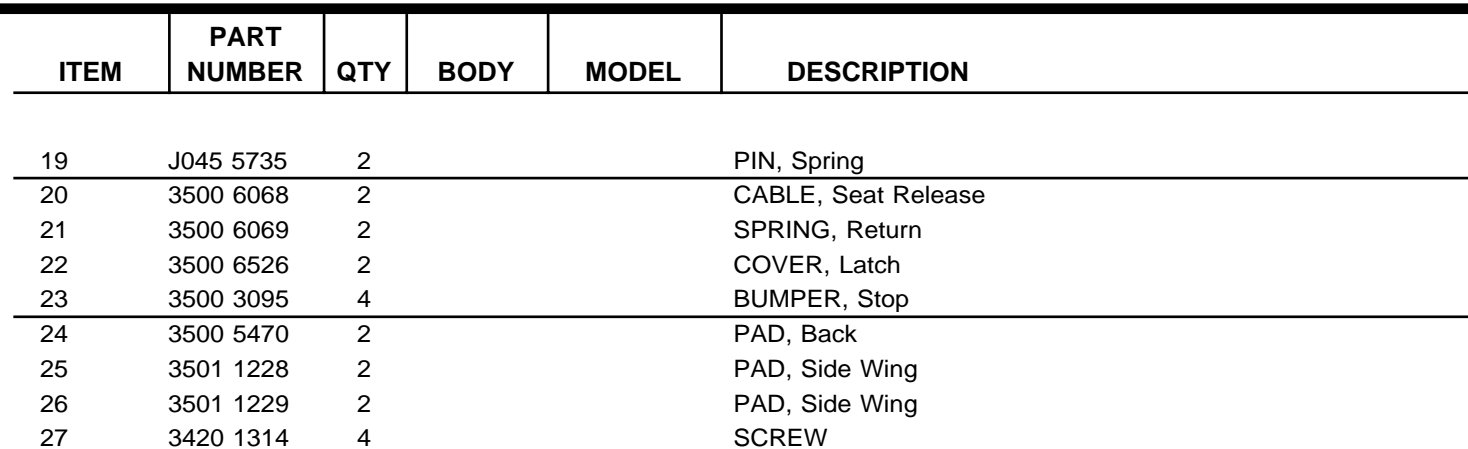 PART
ITEM NUMBER QTY BODY MODEL DESCRIPTION
19 J045 5735 2 PIN, Spring
20 3500 6068 2 CABLE, Seat Release
21 3500 6069 2 SPRING, Return
22 3500 6526 2 COVER, Latch
23 3500 3095 4 BUMPER, Stop
24 3500 5470 2 PAD, Back
25 3501 1228 2 PAD, Side Wing
26 3501 1229 2 PAD, Side Wing
27 3420 1314 4 SCREW